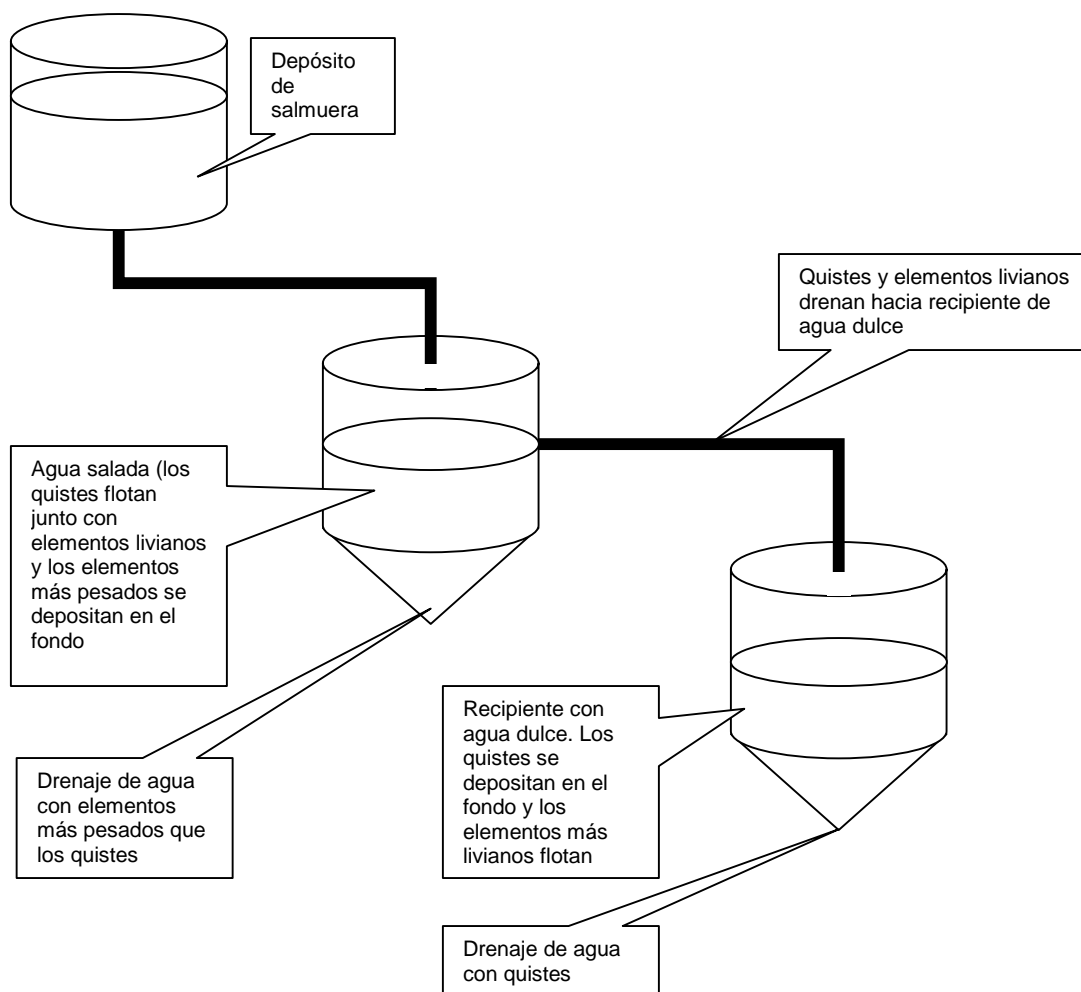 Depósito
de
salmuera
Quistes y elementos livianos
drenan hacia recipiente de
agua dulce
Agua salada (los
quistes flotan
junto con
elementos livianos
y los elementos
más pesados se
depositan en el
fondo
Recipiente con
agua dulce. Los
quistes se
depositan en el
fondo y los
elementos más
livianos flotan
Drenaje de agua
con elementos
más pesados que
los quistes
Drenaje de agua
con quistes